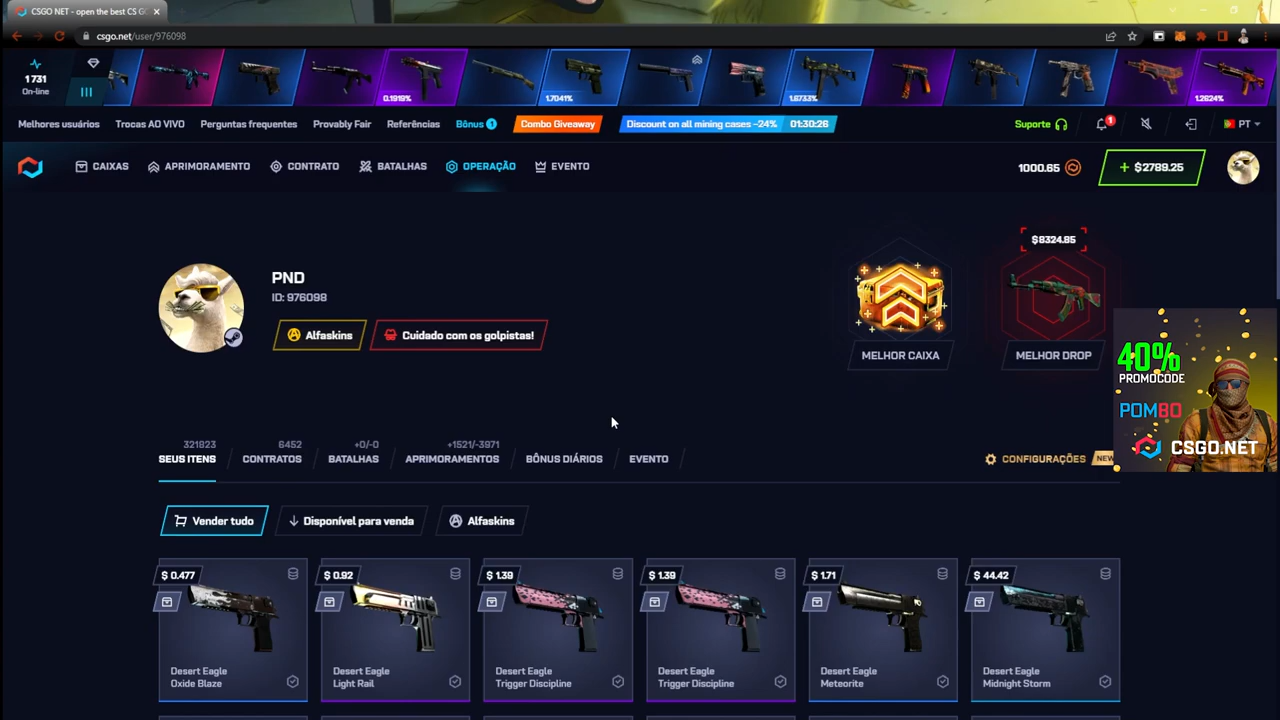 CSGO NET - open the best CS GO
csgo.net/user/976098
1 731
On-line
0.1919%
1.7041%
1.6733%
1.2624%
Melhores usuários
Trocas AO VIVO
Perguntas frequentes
Provably Fair
Referências
Bônus 1
Combo Giveaway
Discount on all mining cases -24% 01:30:26
Suporte
1
PT
CAIXAS
APRIMORAMENTO
CONTRATO
BATALHAS
OPERAÇÃO
EVENTO
1000.65
+ $2789.25
PND
ID: 976098
Alfaskins
Cuidado com os golpistas!
MELHOR CAIXA
$8324.85
MELHOR DROP
40%
PROMOCODE
POMBO
CSGO.NET
321823
SEUS ITENS
6452
CONTRATOS
+0/-0
BATALHAS
+1521/-3971
APRIMORAMENTOS
BÔNUS DIÁRIOS
EVENTO
CONFIGURAÇÕES
NEW
Vender tudo
Disponível para venda
Alfaskins
$ 0.477
Desert Eagle
Oxide Blaze
$ 0.92
Desert Eagle
Light Rail
$ 1.39
Desert Eagle
Trigger Discipline
$ 1.39
Desert Eagle
Trigger Discipline
$ 1.71
Desert Eagle
Meteorite
$ 44.42
Desert Eagle
Midnight Storm